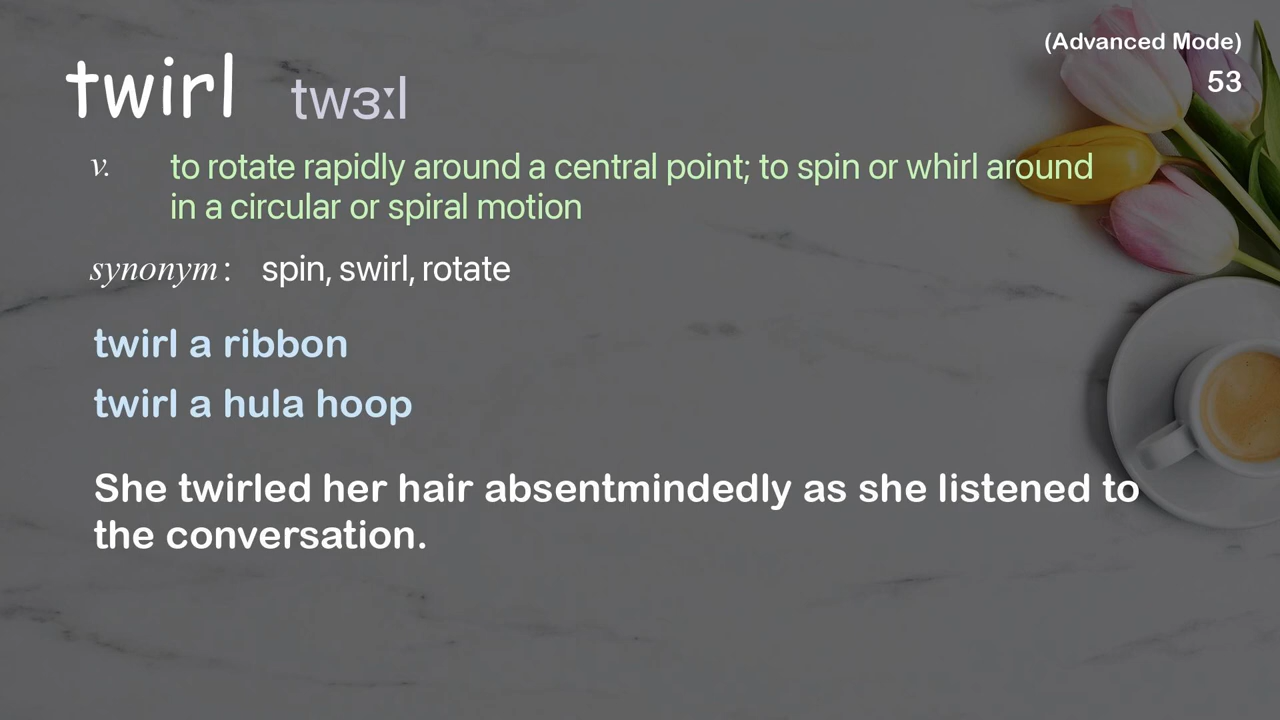 (Advanced Mode)
53
twirl twɜːl
v. to rotate rapidly around a central point; to spin or whirl around
in a circular or spiral motion
synonym: spin, swirl, rotate
twirl a ribbon
twirl a hula hoop
She twirled her hair absentmindedly as she listened to
the conversation.